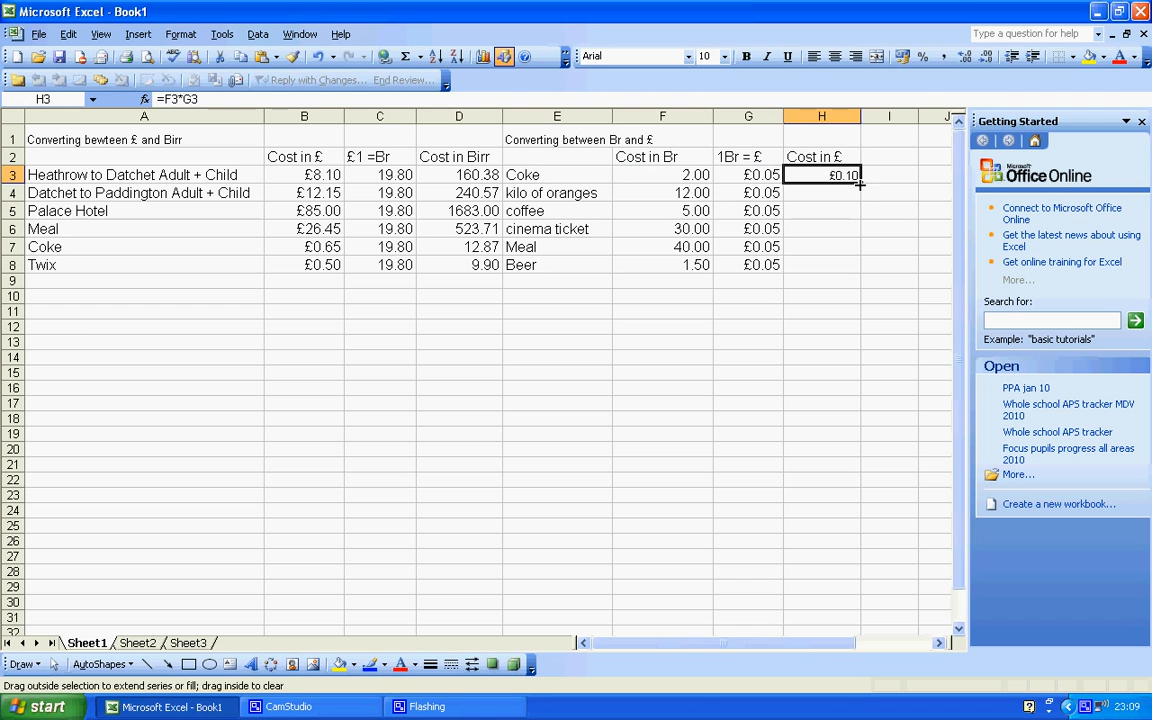 Microsoft Excel - Book1
File Edit View Insert Format Tools Data Window Help Type a question for help
Arial 10 B I U
Reply with Changes... End Review...
H3 fx =F3*G3
A B C D E F G H I J
1 Converting bewteen £ and Birr Converting between Br and £
2 Cost in £ £1 =Br Cost in Birr Cost in Br 1Br = £ Cost in £
3 Heathrow to Datchet Adult + Child £8.10 19.80 160.38 Coke 2.00 £0.05 £0.10
4 Datchet to Paddington Adult + Child £12.15 19.80 240.57 kilo of oranges 12.00 £0.05
5 Palace Hotel £85.00 19.80 1683.00 coffee 5.00 £0.05
6 Meal £26.45 19.80 523.71 cinema ticket 30.00 £0.05
7 Coke £0.65 19.80 12.87 Meal 40.00 £0.05
8 Twix £0.50 19.80 9.90 Beer 1.50 £0.05
9
10
11
12
13
14
15
16
17
18
19
20
21
22
23
24
25
26
27
28
29
30
31
32
Getting Started
Office Online
Connect to Microsoft Office
Online
Get the latest news about using
Excel
Get online training for Excel
More...
Search for:
Example: "basic tutorials"
Open
PPA jan 10
Whole school APS tracker MDV
2010
Whole school APS tracker
Focus pupils progress all areas
2010
More...
Create a new workbook...
Sheet1 Sheet2 Sheet3
Draw AutoShapes
Drag outside selection to extend series or fill; drag inside to clear
start Microsoft Excel - Book1 CamStudio Flashing 23:09